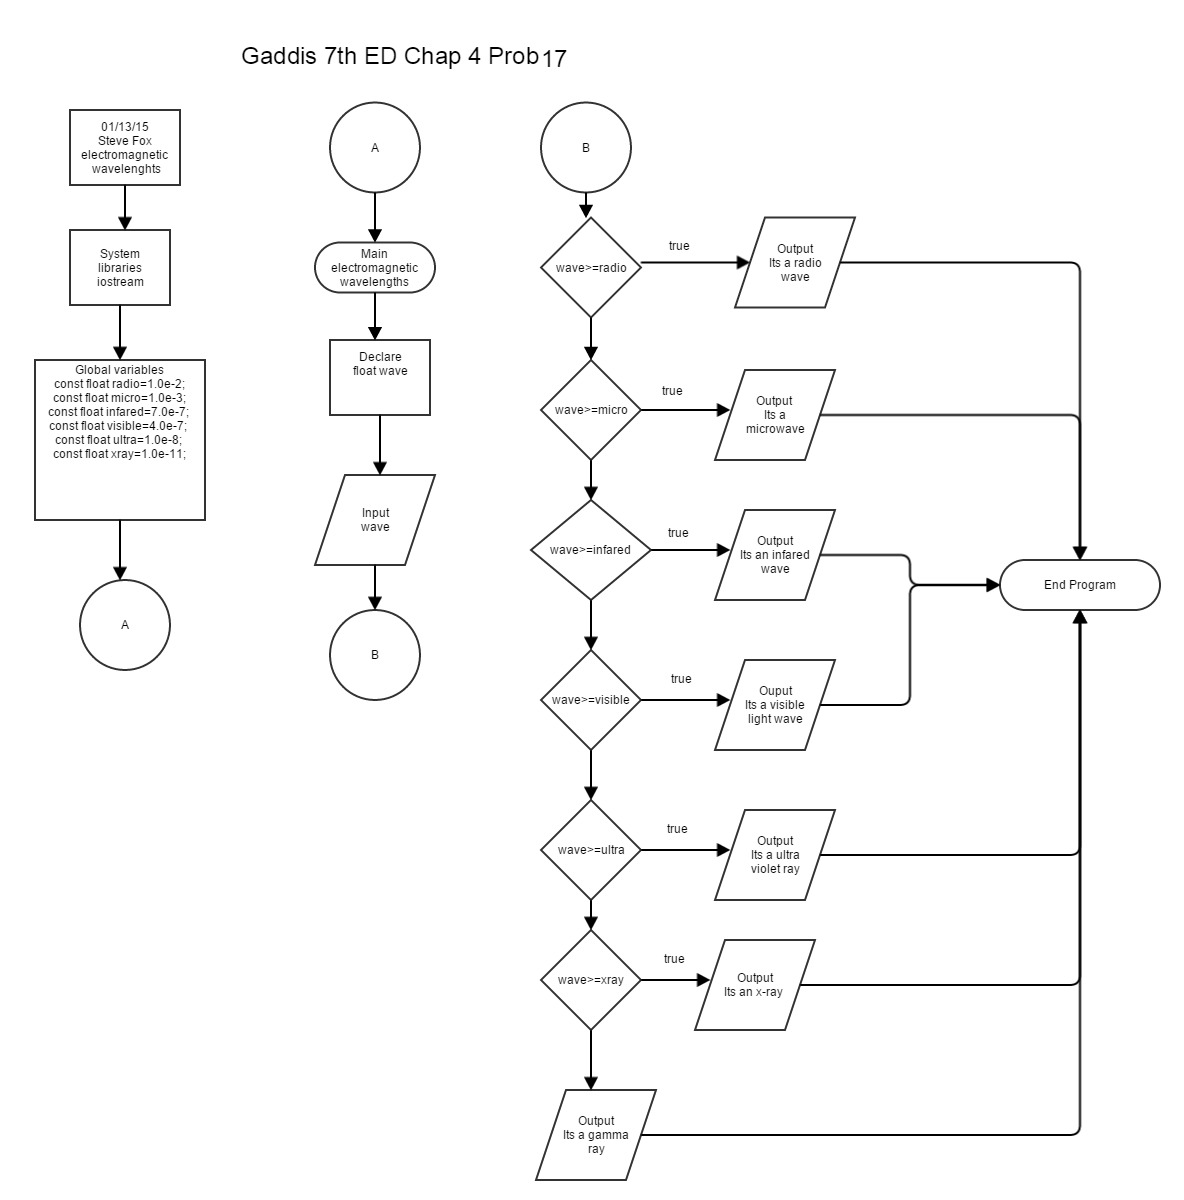 Gaddis 7th ED Chap 4 Prob17
01/13/15
Steve Fox
electromagnetic
wavelenghts
System
libraries
iostream
Global variables
const float radio=1.0e-2;
const float micro=1.0e-3;
const float infared=7.0e-7;
const float visible=4.0e-7;
const float ultra=1.0e-8;
const float xray=1.0e-11;
A
A
Main
electromagnetic
wavelengths
Declare
float wave
Input
wave
B
B
wave>=radio
true
Output
Its a radio
wave
wave>=micro
true
Output
Its a
microwave
wave>=infared
true
Output
Its an infared
wave
End Program
wave>=visible
true
Ouput
Its a visible
light wave
wave>=ultra
true
Output
Its a ultra
violet ray
wave>=xray
true
Output
Its an x-ray
Output
Its a gamma
ray